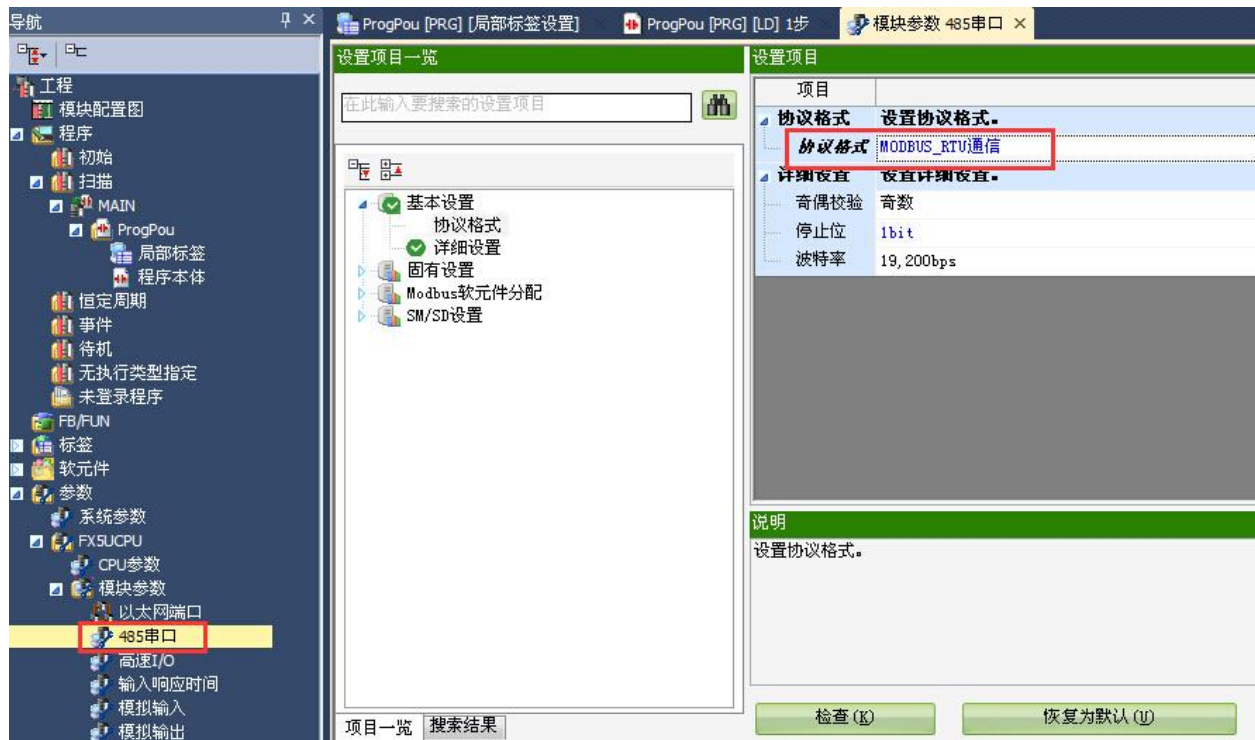 导航
工程
模块配置图
程序
初始
扫描
MAIN
ProgPou
局部标签
程序本体
恒定周期
事件
待机
无执行类型指定
未登录程序
FB/FUN
标签
软元件
参数
系统参数
FX5UCPU
CPU参数
模块参数
以太网端口
485串口
高速I/O
输入响应时间
模拟输入
模拟输出
ProgPou [PRG] [局部标签设置]
ProgPou [PRG] [LD] 1步
模块参数 485串口
设置项目一览
在此输入要搜索的设置项目
基本设置
协议格式
详细设置
固有设置
Modbus软元件分配
SM/SD设置
项目一览 搜索结果
设置项目
项目
协议格式 设置协议格式。
协议格式 MODBUS_RTU通信
详细设置 设置详细设置。
奇偶校验 奇数
停止位 1bit
波特率 19,200bps
说明
设置协议格式。
检查(K) 恢复为默认(U)